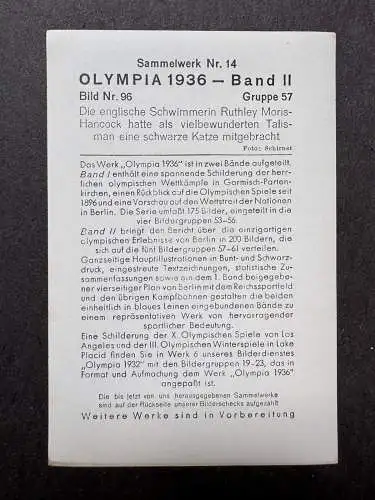 Sammelwerk Nr. 14
OLYMPIA 1936 — Band II
Bild Nr. 96 Gruppe 57
Die englische Schwimmerin Ruthley Moris-
Hancock hatte als vielbewunderten Talis-
man eine schwarze Katze mitgebracht
Foto: Schirner
Das Werk „Olympia 1936" ist in zwei Bände aufgeteilt.
Band I enthält eine spannende Schilderung der herr-
lichen olympischen Wettkämpfe in Garmisch-Parten-
kirchen, einen Rückblick auf die Olympischen Spiele seit
1896 und eine Vorschau auf den Wettstreit der Nationen
in Berlin. Die Serie umfaßt 175 Bilder, eingeteilt in die
vier Bildergruppen 53–56.
Band II bringt den Bericht über die einzigartigen
olympischen Erlebnisse von Berlin in 200 Bildern, die
sich auf die fünf Bildergruppen 57–61 verteilen.
Ganzseitige Hauptillustrationen in Bunt- und Schwarz-
druck, eingestreute Textzeichnungen, statistische Zu-
sammenfassungen sowie ein dem 1. Band beigegebe-
ner vierseitiger Plan von Berlin mit dem Reichssportfeld
und den übrigen Kampfbahnen gestalten die beiden
einheitlich in blaues Leinen eingebundenen Bände zu
einem repräsentativen Werk von hervorragender
sportlicher Bedeutung.
Eine Schilderung der X. Olympischen Spiele von Los
Angeles und der III. Olympischen Winterspiele in Lake
Placid finden Sie in Werk 6 unseres Bilderdienstes
„Olympia 1932" mit den Bildergruppen 19–23, das in
Format und Aufmachung dem Werk „Olympia 1936"
angepaßt ist.
Die bis jetzt von uns herausgegebenen Sammelwerke
sind auf der Rückseite unserer Bilderschecks aufgezählt
Weitere Werke sind in Vorbereitung